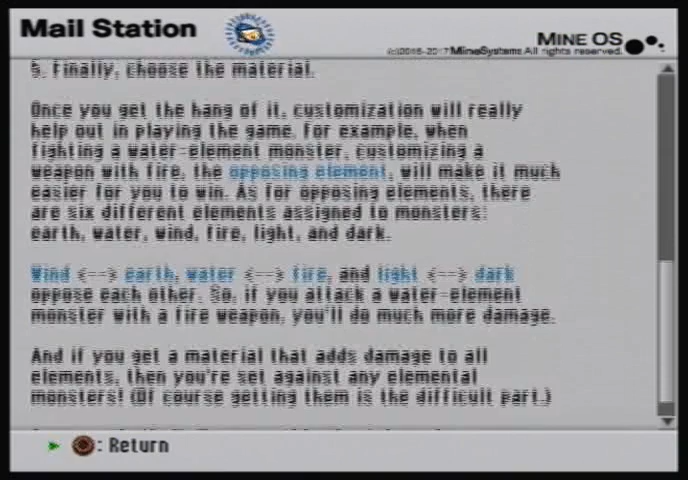 Mail Station
MINE OS
(c)2016-2017 MineSystems All rights reserved.
5. Finally, choose the material.
Once you get the hang of it, customization will really
help out in playing the game. For example, when
fighting a water-element monster, customizing a
weapon with fire, the opposing element, will make it much
easier for you to win. As for opposing elements, there
are six different elements assigned to monsters:
earth, water, wind, fire, light, and dark.
Wind <--> earth, water <--> fire, and light <--> dark
oppose each other. So, if you attack a water-element
monster with a fire weapon, you'll do much more damage.
And if you get a material that adds damage to all
elements, then you're set against any elemental
monsters! (Of course getting them is the difficult part.)
: Return